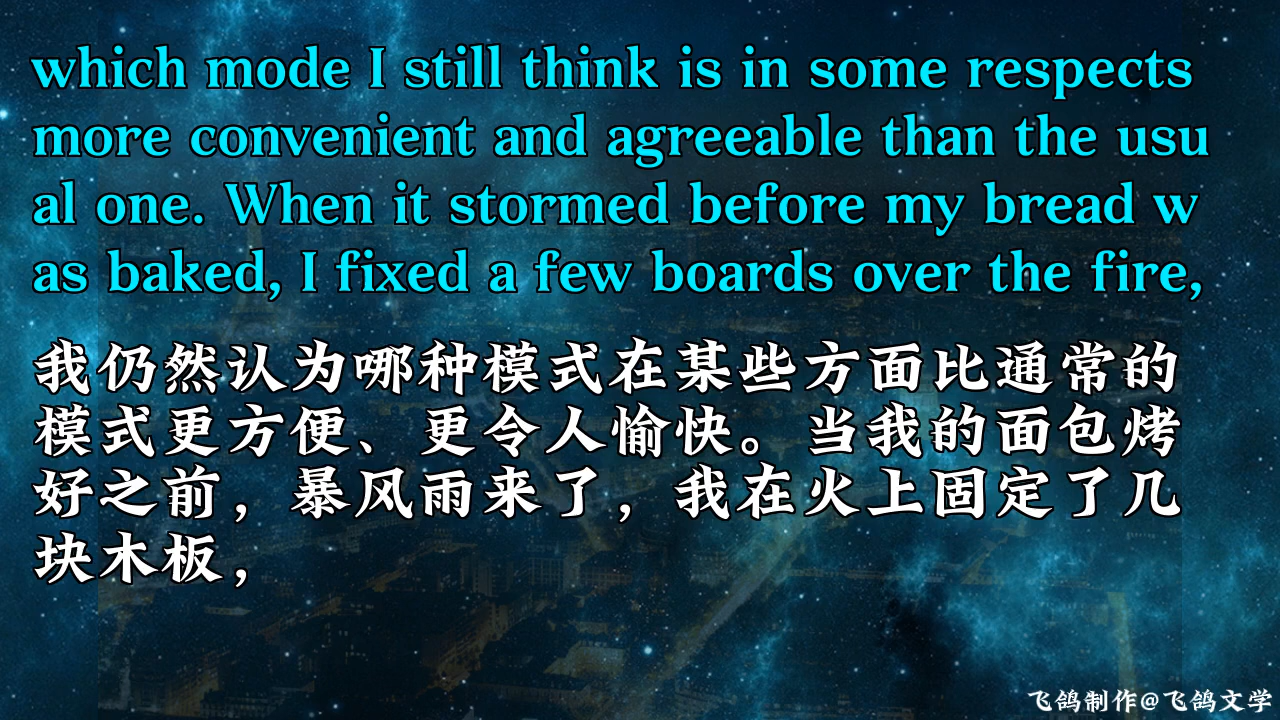 which mode I still think is in some respects
more convenient and agreeable than the usu
al one. When it stormed before my bread w
as baked, I fixed a few boards over the fire,
我仍然认为哪种模式在某些方面比通常的
模式更方便、更令人愉快。当我的面包烤
好之前，暴风雨来了，我在火上固定了几
块木板，
飞鸽制作@飞鸽文学